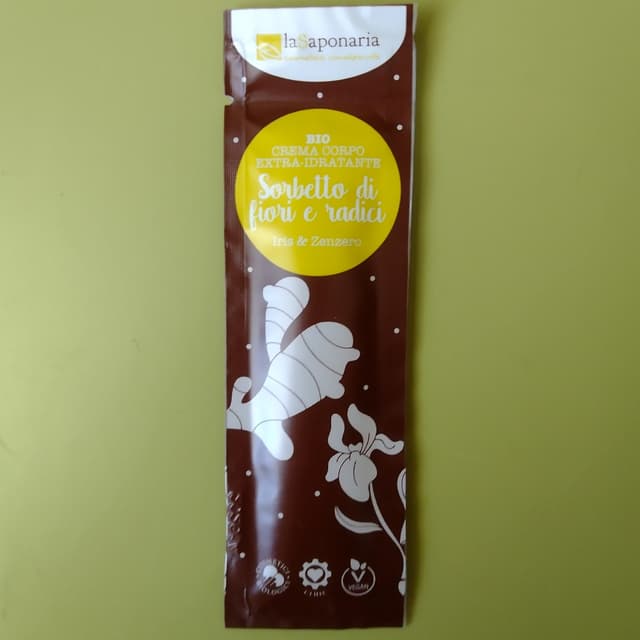 laSaponaria
BIO
CREMA CORPO
EXTRA-IDRATANTE
Sorbetto di
fiori e radici
Iris & Zenzero
VEGAN